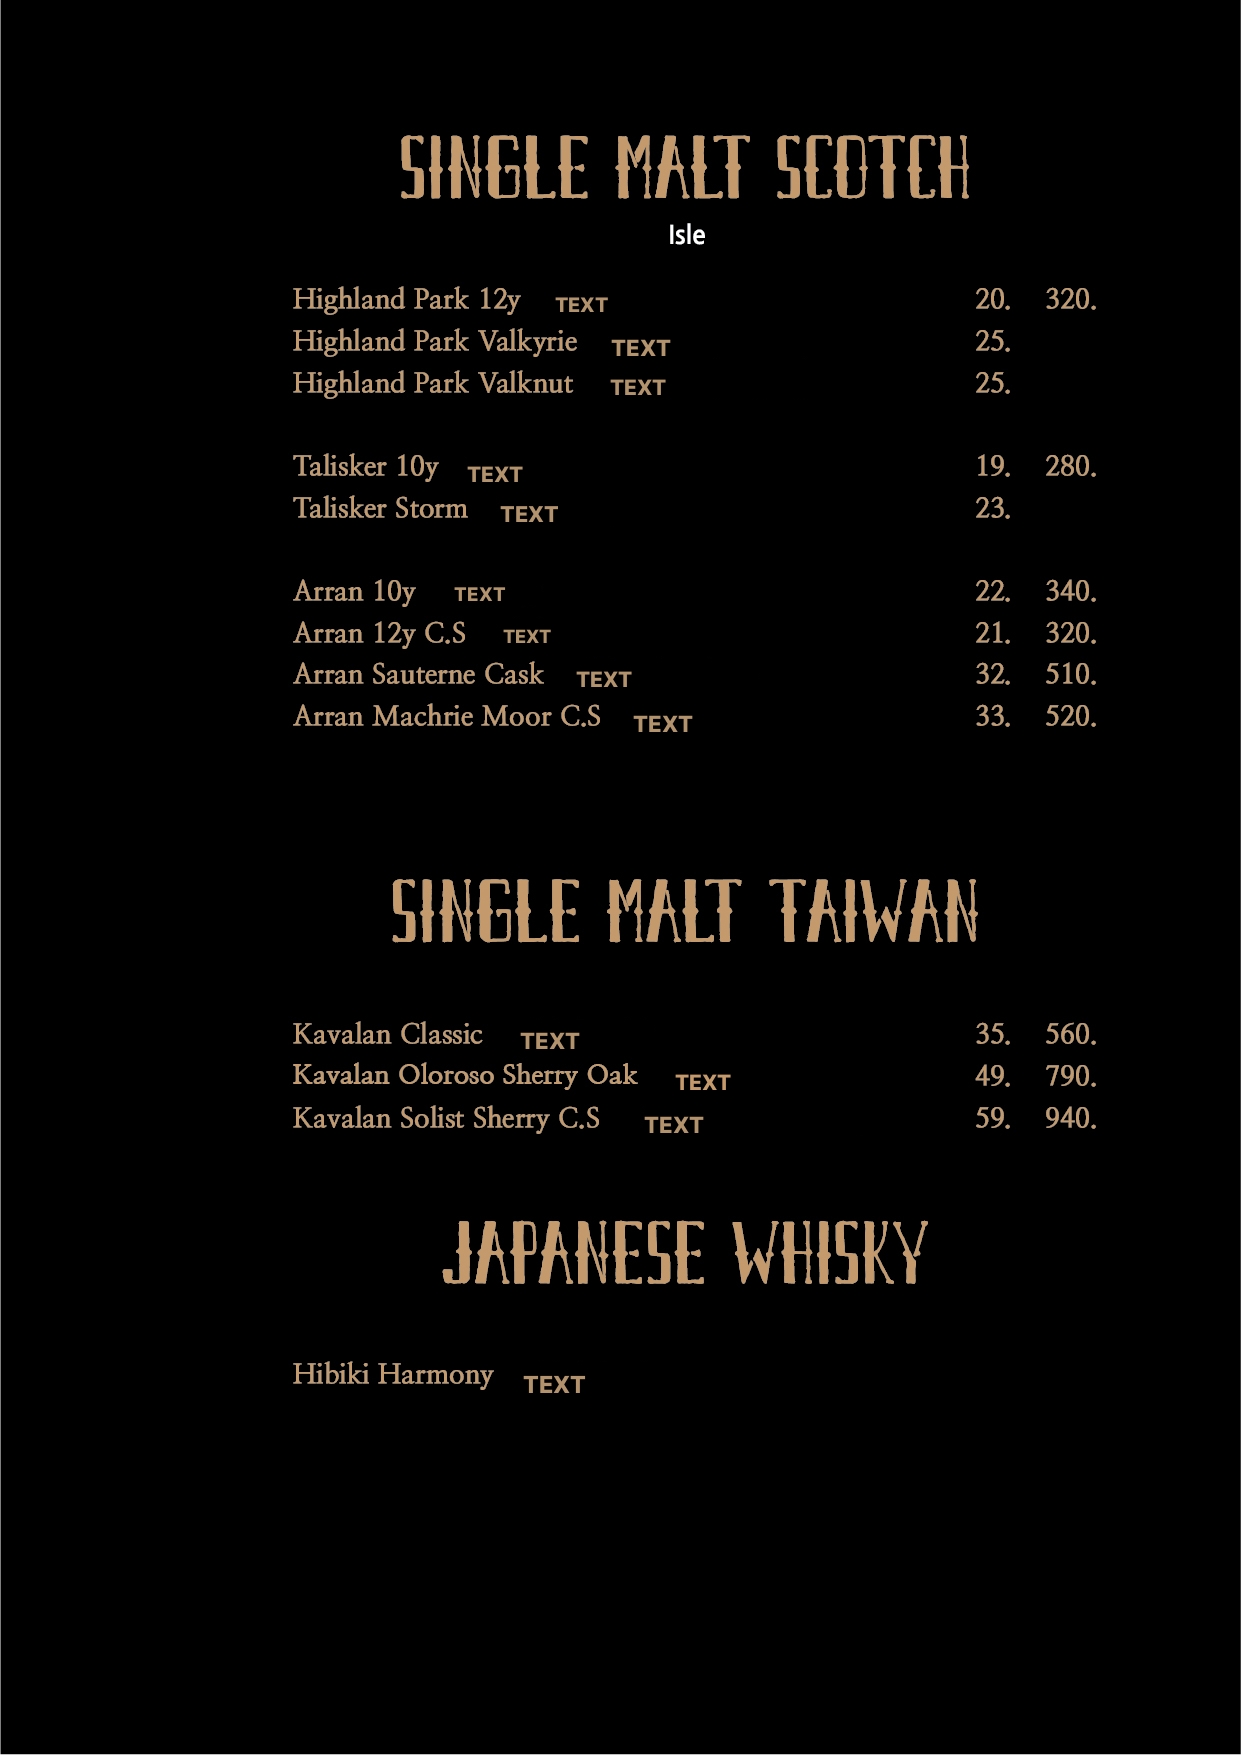 SINGLE MALT SCOTCH
Isle
Highland Park 12y TEXT 20. 320.
Highland Park Valkyrie TEXT 25.
Highland Park Valknut TEXT 25.
Talisker 10y TEXT 19. 280.
Talisker Storm TEXT 23.
Arran 10y TEXT 22. 340.
Arran 12y C.S TEXT 21. 320.
Arran Sauterne Cask TEXT 32. 510.
Arran Machrie Moor C.S TEXT 33. 520.
SINGLE MALT TAIWAN
Kavalan Classic TEXT 35. 560.
Kavalan Oloroso Sherry Oak TEXT 49. 790.
Kavalan Solist Sherry C.S TEXT 59. 940.
JAPANESE WHISKY
Hibiki Harmony TEXT